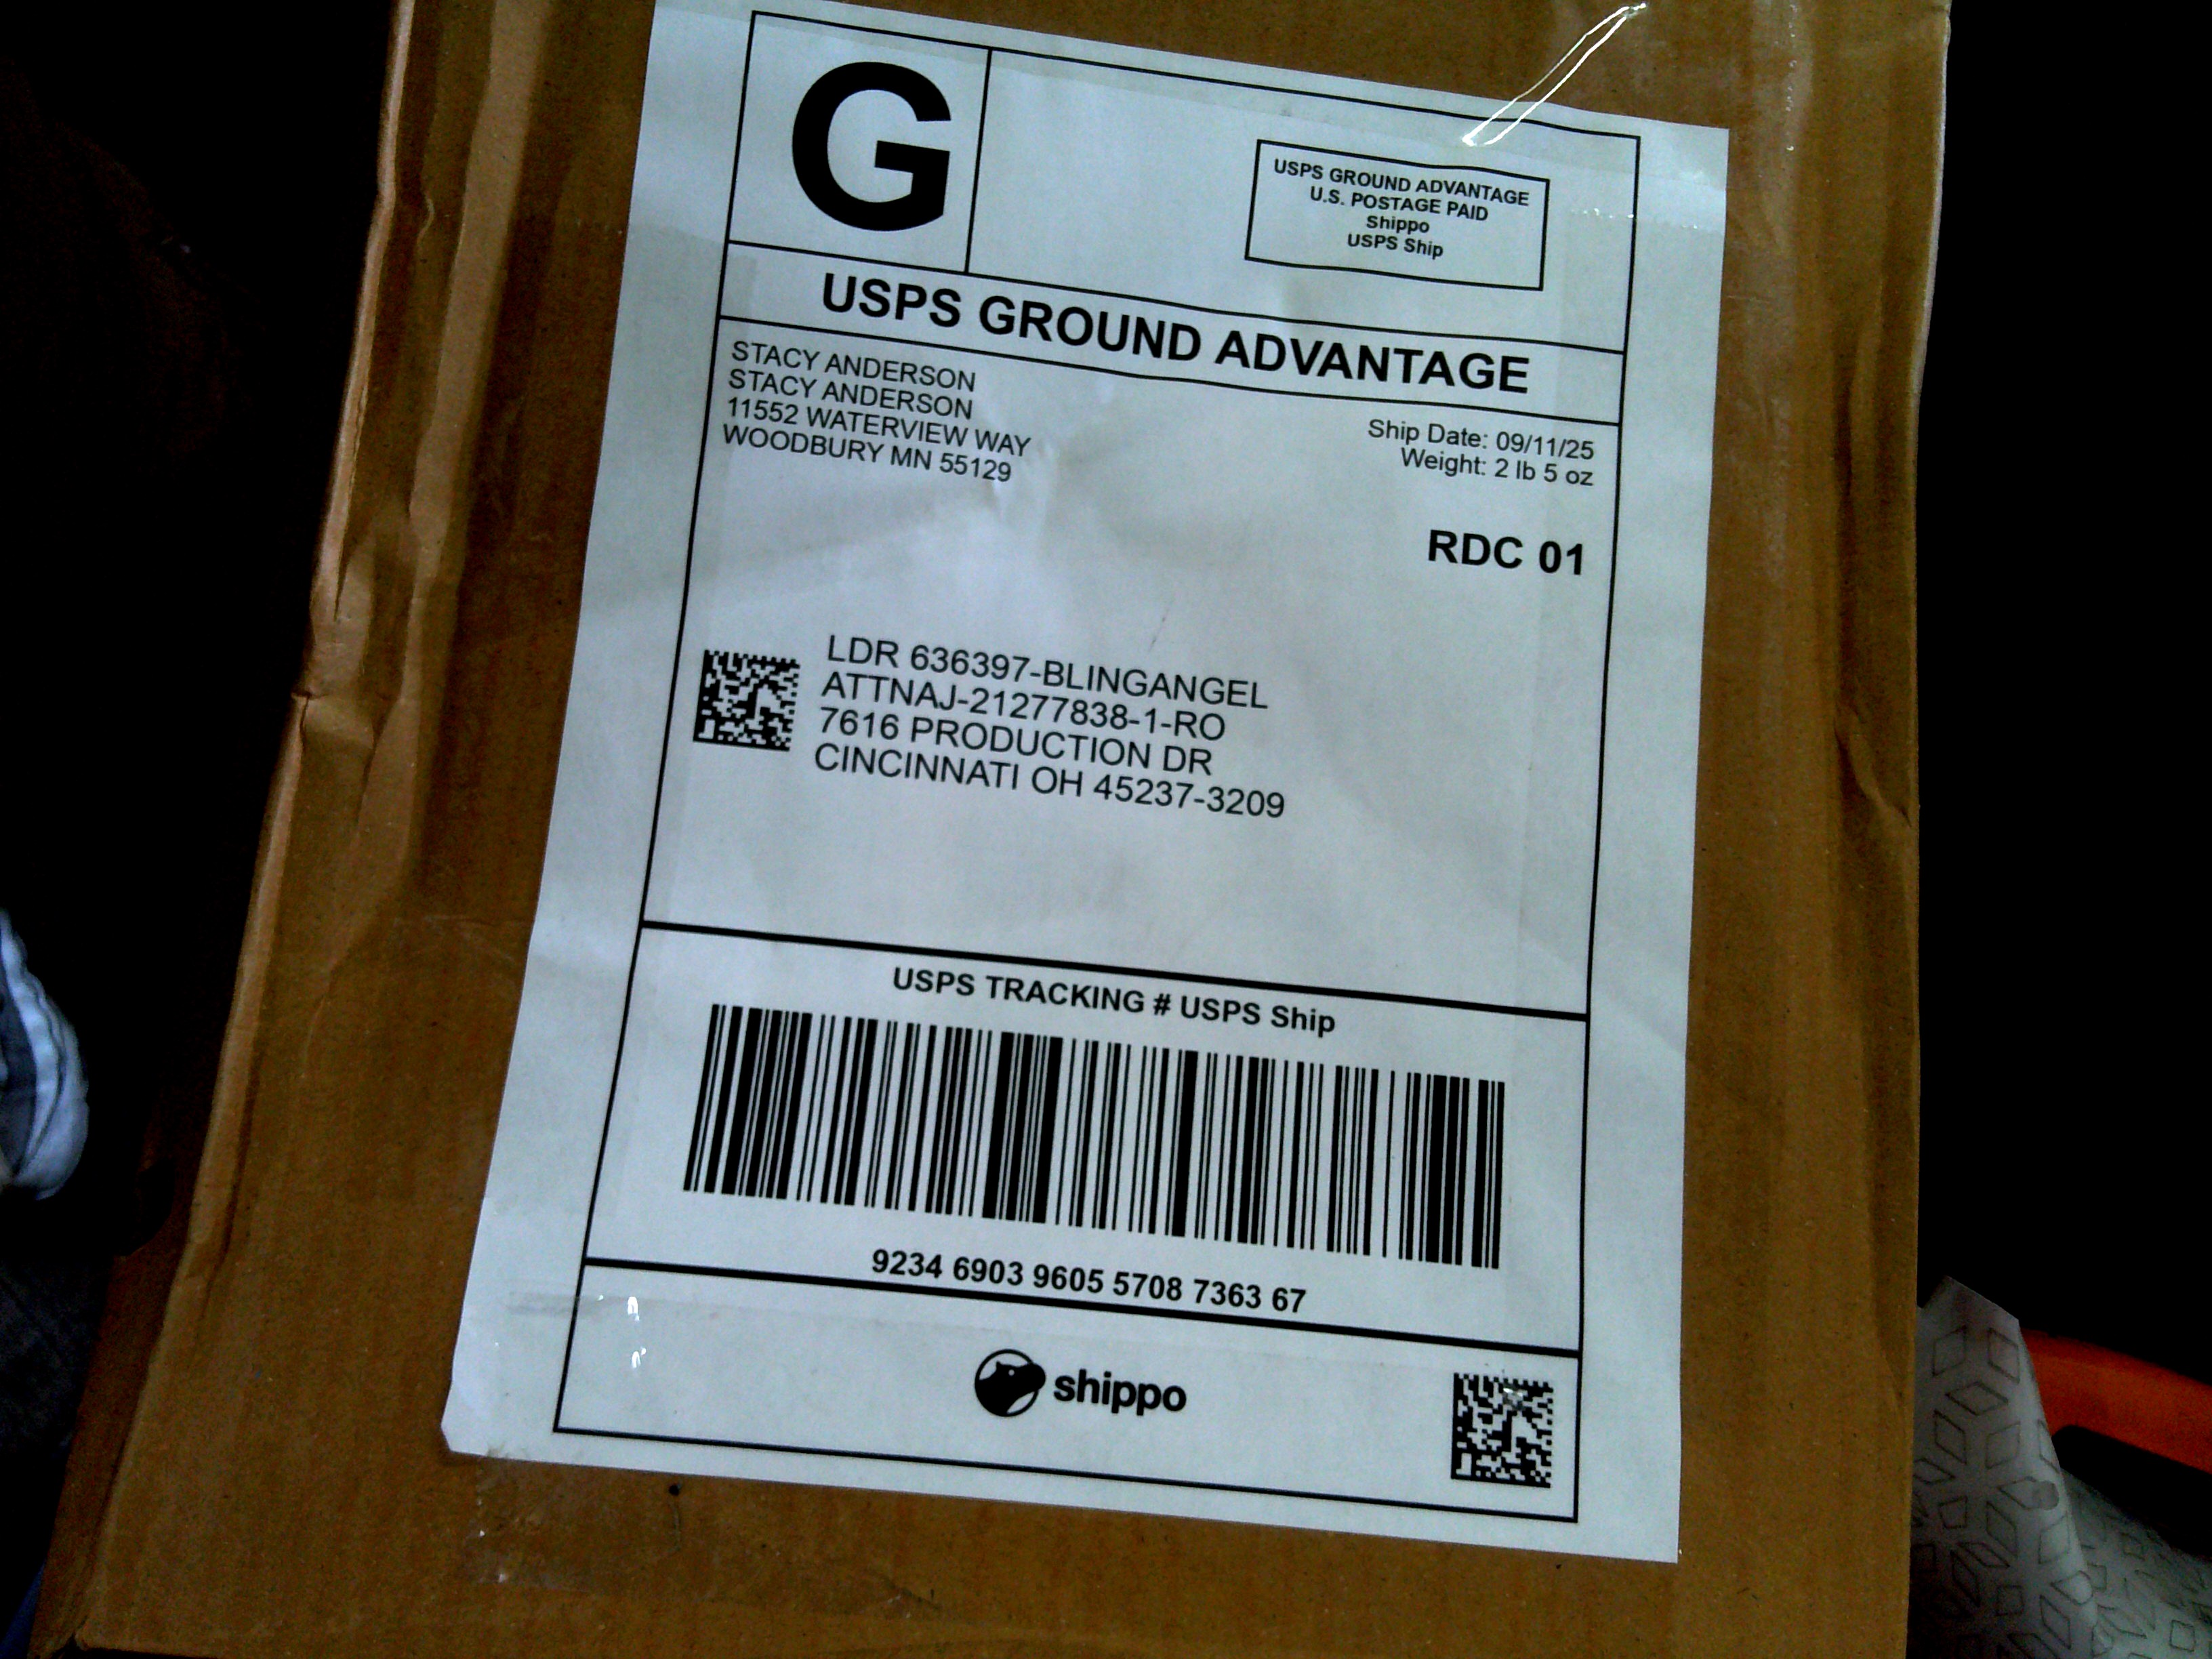 G
USPS GROUND ADVANTAGE
U.S. POSTAGE PAID
Shippo
USPS Ship
USPS GROUND ADVANTAGE
STACY ANDERSON
STACY ANDERSON
11552 WATERVIEW WAY
WOODBURY MN 55129
Ship Date: 09/11/25
Weight: 2 lb 5 oz
RDC 01
LDR 636397-BLINGANGEL
ATTNAJ-21277838-1-RO
7616 PRODUCTION DR
CINCINNATI OH 45237-3209
USPS TRACKING # USPS Ship
9234 6903 9605 5708 7363 67
shippo